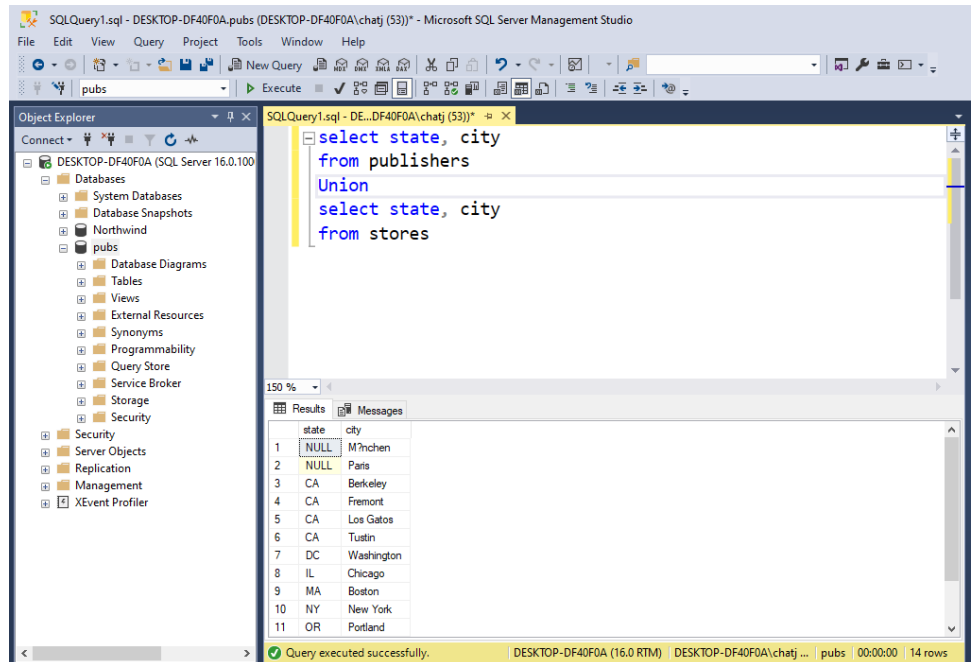 SQLQuery1.sql - DESKTOP-DF40F0A.pubs (DESKTOP-DF40F0A\chatj (53))* - Microsoft SQL Server Management Studio
File Edit View Query Project Tools Window Help
New Query MDX DMX XMLA DAX
pubs Execute
Object Explorer
Connect
DESKTOP-DF40F0A (SQL Server 16.0.100
Databases
System Databases
Database Snapshots
Northwind
pubs
Database Diagrams
Tables
Views
External Resources
Synonyms
Programmability
Query Store
Service Broker
Storage
Security
Security
Server Objects
Replication
Management
XEvent Profiler
SQLQuery1.sql - DE...DF40F0A\chatj (53))*
select state, city
from publishers
Union
select state, city
from stores
150 %
Results Messages
state city
1 NULL M?nchen
2 NULL Paris
3 CA Berkeley
4 CA Fremont
5 CA Los Gatos
6 CA Tustin
7 DC Washington
8 IL Chicago
9 MA Boston
10 NY New York
11 OR Portland
Query executed successfully. DESKTOP-DF40F0A (16.0 RTM) DESKTOP-DF40F0A\chatj ... pubs 00:00:00 14 rows